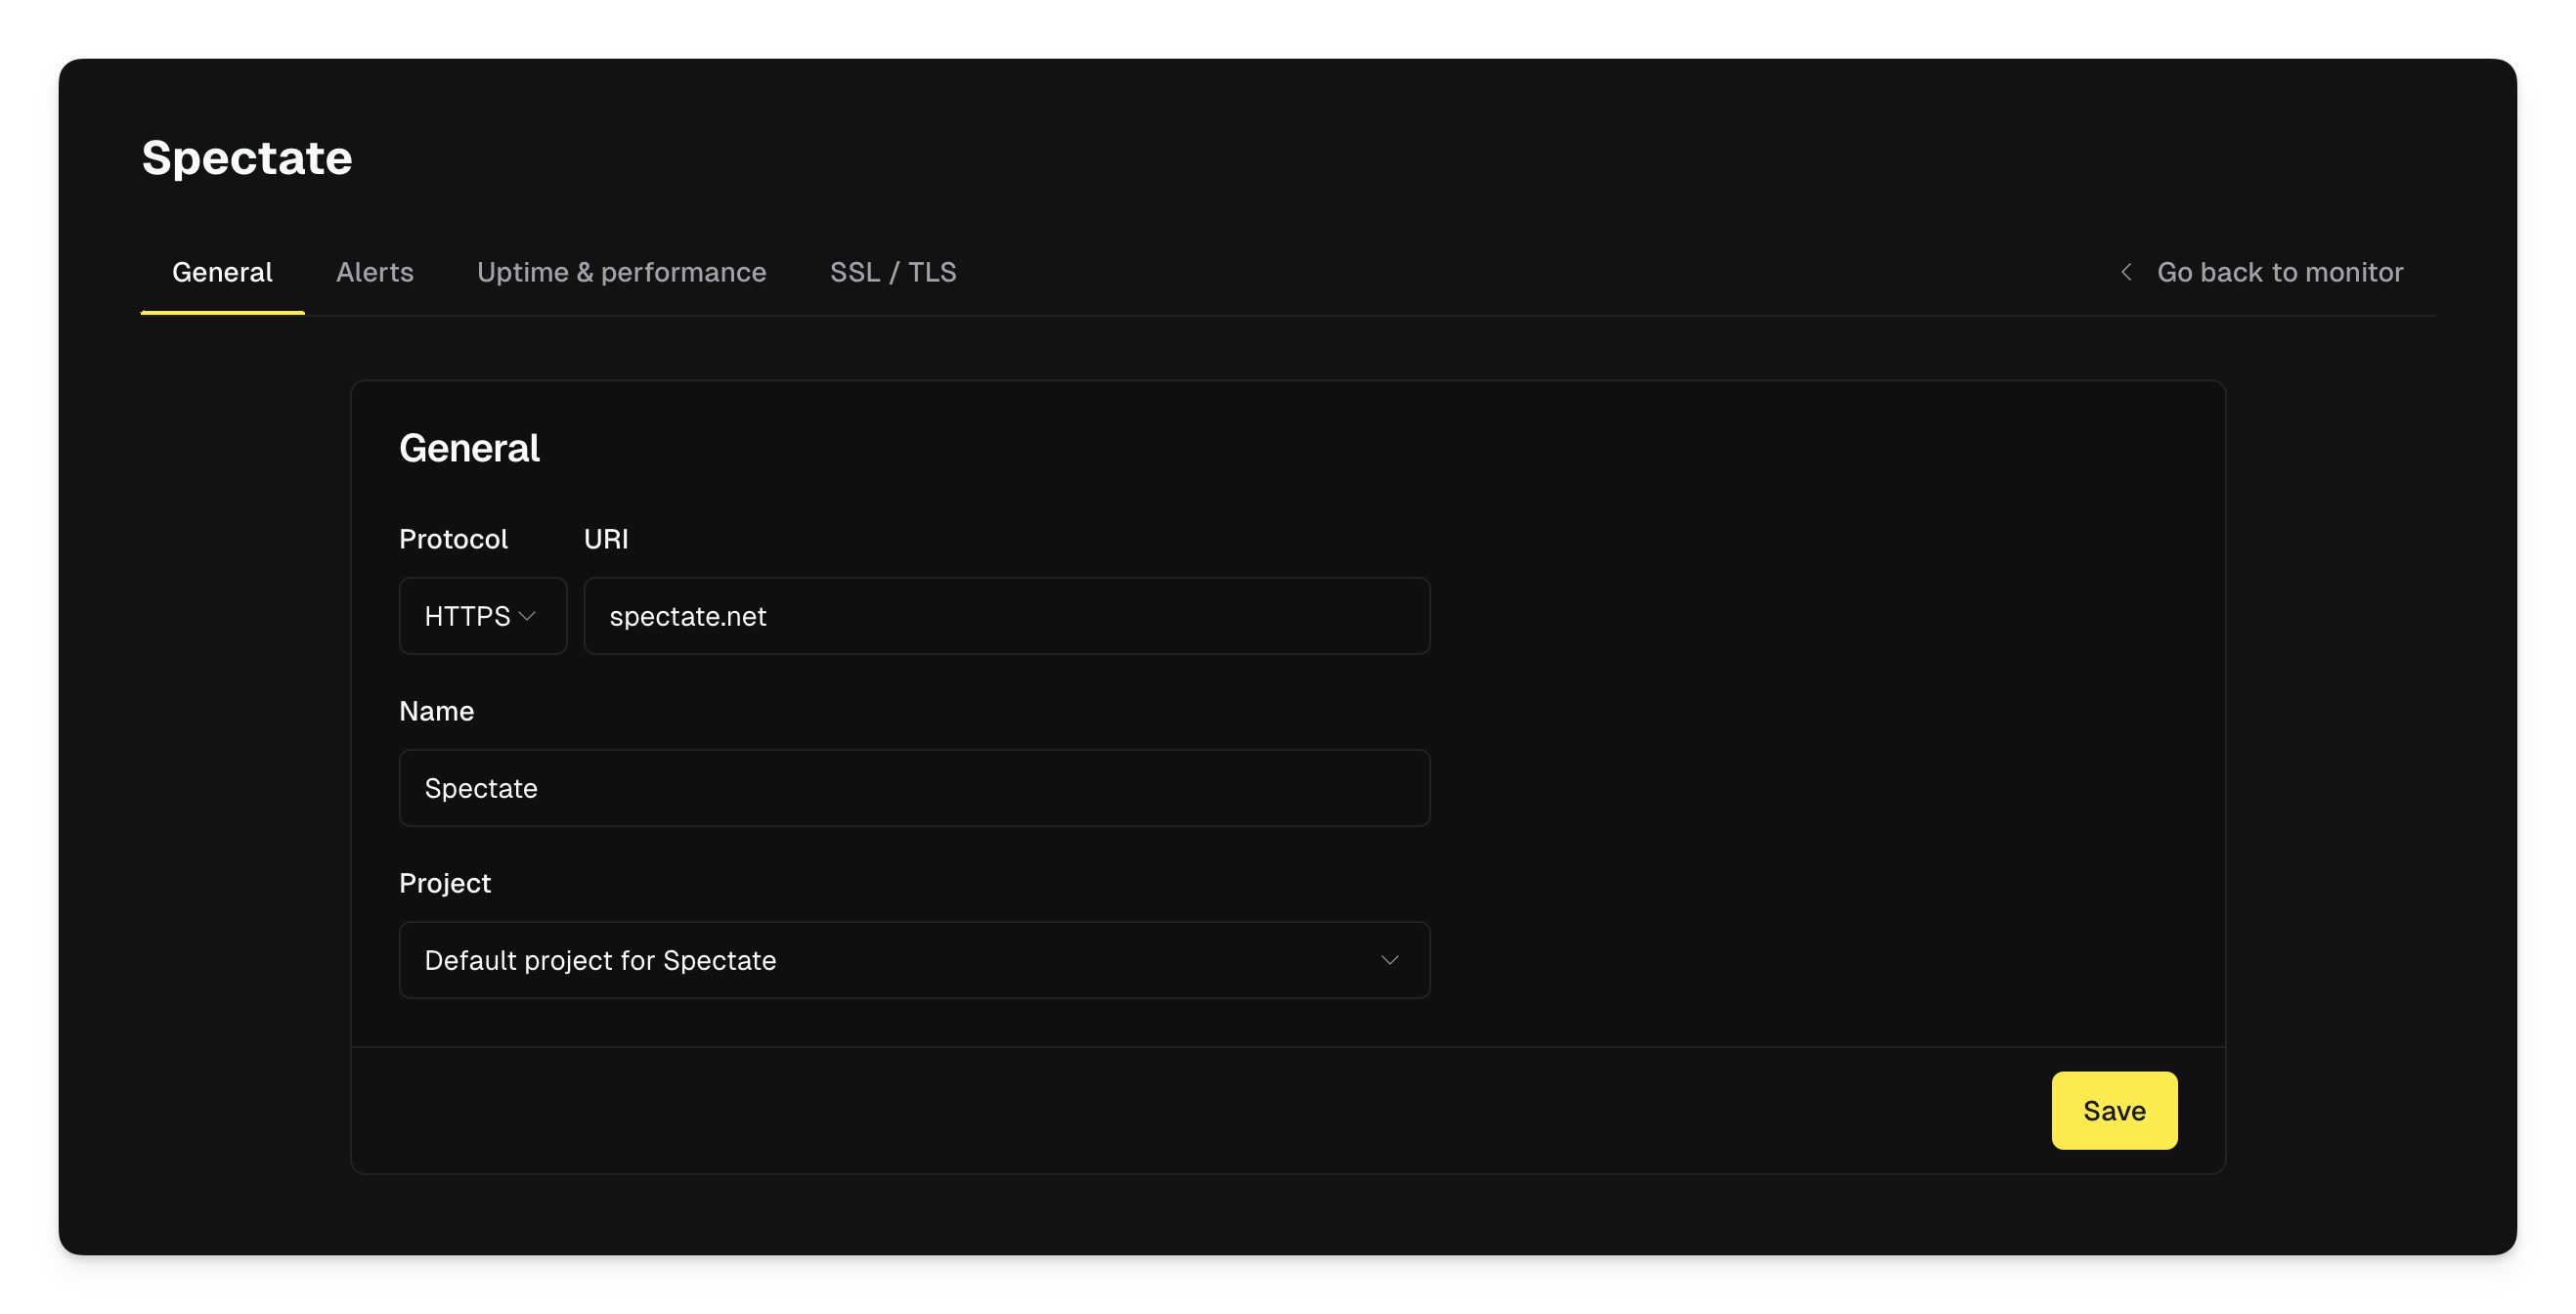 Spectate
General Alerts Uptime & performance SSL / TLS Go back to monitor
General
Protocol URI
HTTPS spectate.net
Name
Spectate
Project
Default project for Spectate
Save